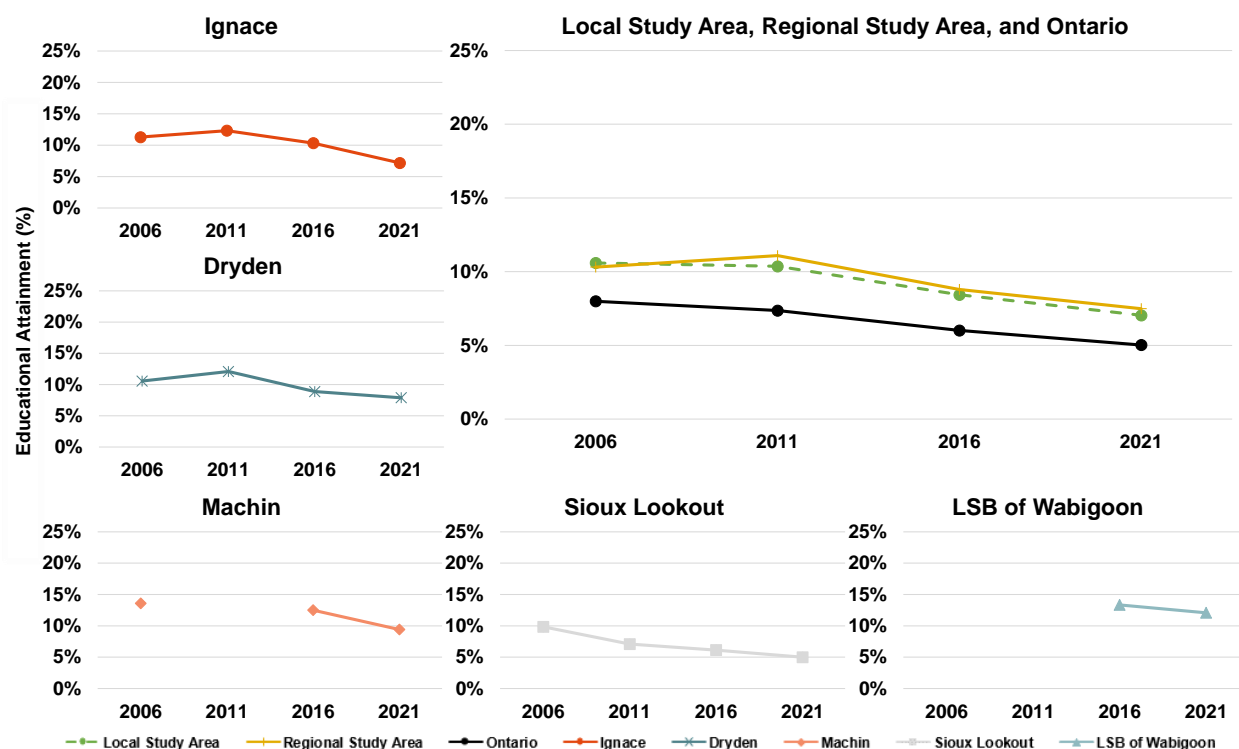 Ignace
25%
20%
15%
10%
5%
0%
2006 2011 2016 2021
Local Study Area, Regional Study Area, and Ontario
25%
20%
15%
10%
5%
0%
2006 2011 2016 2021
Educational Attainment (%)
Dryden
25%
20%
15%
10%
5%
0%
2006 2011 2016 2021
Machin
25%
20%
15%
10%
5%
0%
2006 2011 2016 2021
Sioux Lookout
25%
20%
15%
10%
5%
0%
2006 2011 2016 2021
LSB of Wabigoon
25%
20%
15%
10%
5%
0%
2006 2011 2016 2021
Local Study Area Regional Study Area Ontario Ignace Dryden Machin Sioux Lookout LSB of Wabigoon